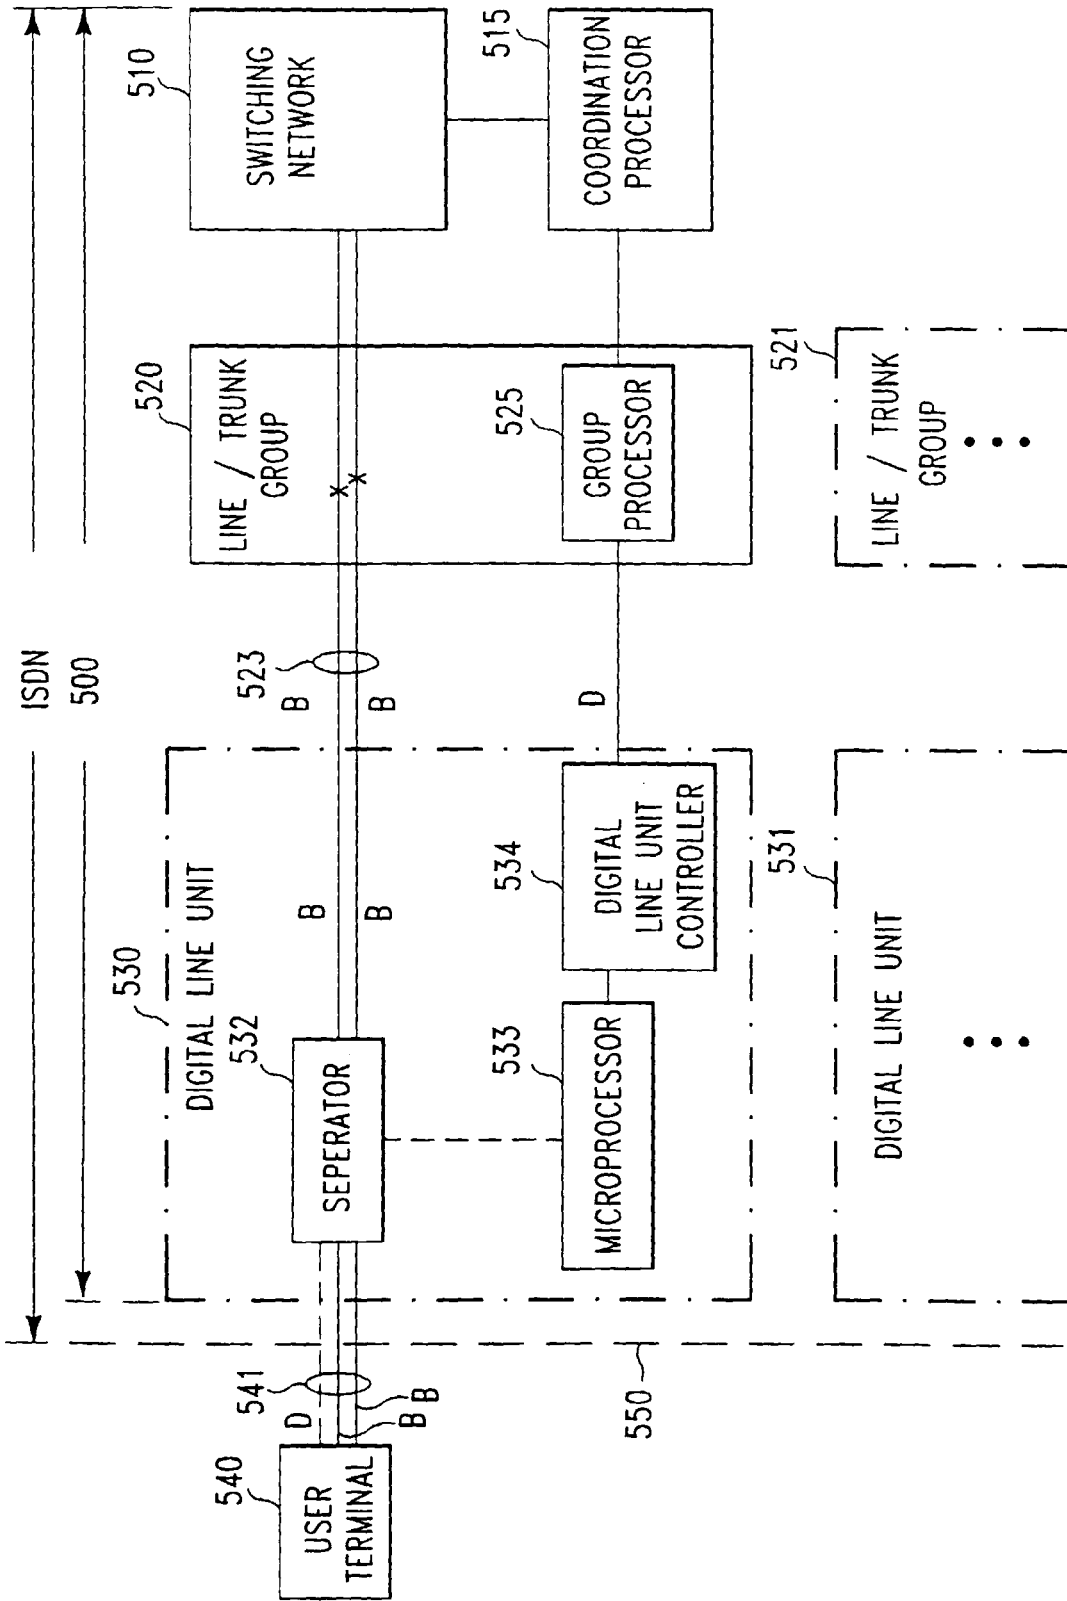 ISDN
500
530
DIGITAL LINE UNIT
532
SEPERATOR
B
B
533
MICROPROCESSOR
534
DIGITAL
LINE UNIT
CONTROLLER
540
USER
TERMINAL
541
D
B
B
550
B
B
523
D
520
LINE / TRUNK
GROUP
X
X
525
GROUP
PROCESSOR
510
SWITCHING
NETWORK
515
COORDINATION
PROCESSOR
531
DIGITAL LINE UNIT
521
LINE / TRUNK
GROUP